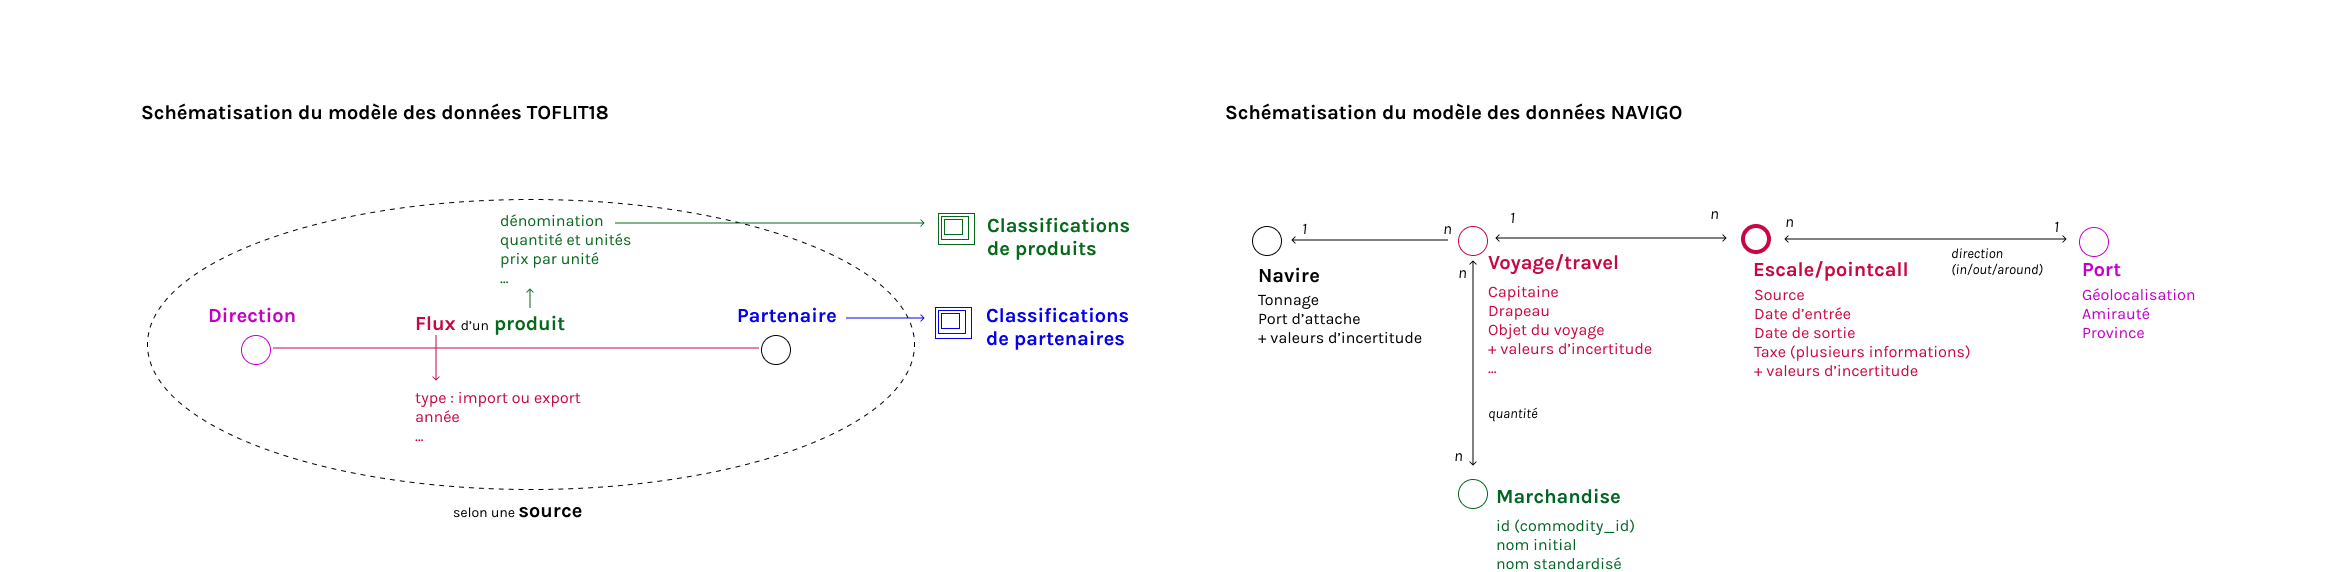 Schématisation du modèle des données TOFLIT18
dénomination
quantité et unités
prix par unité
...
Classifications
de produits
Direction
Flux d'un produit
Partenaire
Classifications
de partenaires
type : import ou export
année
...
selon une source
Schématisation du modèle des données NAVIGO
1
n
1
n
n
1
Navire
Tonnage
Port d'attache
+ valeurs d'incertitude
n
Voyage/travel
Capitaine
Drapeau
Objet du voyage
+ valeurs d'incertitude
...
Escale/pointcall
Source
Date d'entrée
Date de sortie
Taxe (plusieurs informations)
+ valeurs d'incertitude
direction
(in/out/around)
Port
Géolocalisation
Amirauté
Province
quantité
n
Marchandise
id (commodity_id)
nom initial
nom standardisé